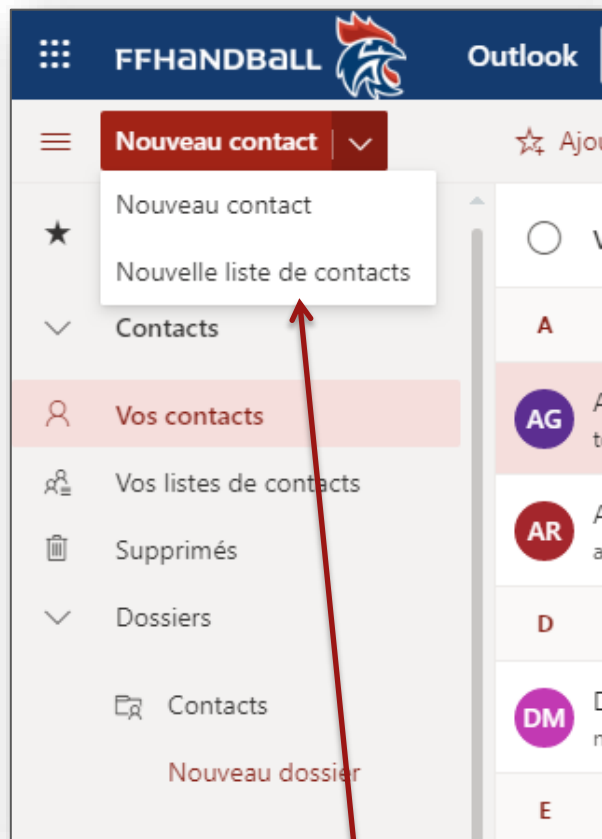 FFHANDBALL
Outlook
Nouveau contact
Nouveau contact
Nouvelle liste de contacts
Contacts
Vos contacts
Vos listes de contacts
Supprimés
Dossiers
Contacts
Nouveau dossier
A
AG
AR
D
DM
E